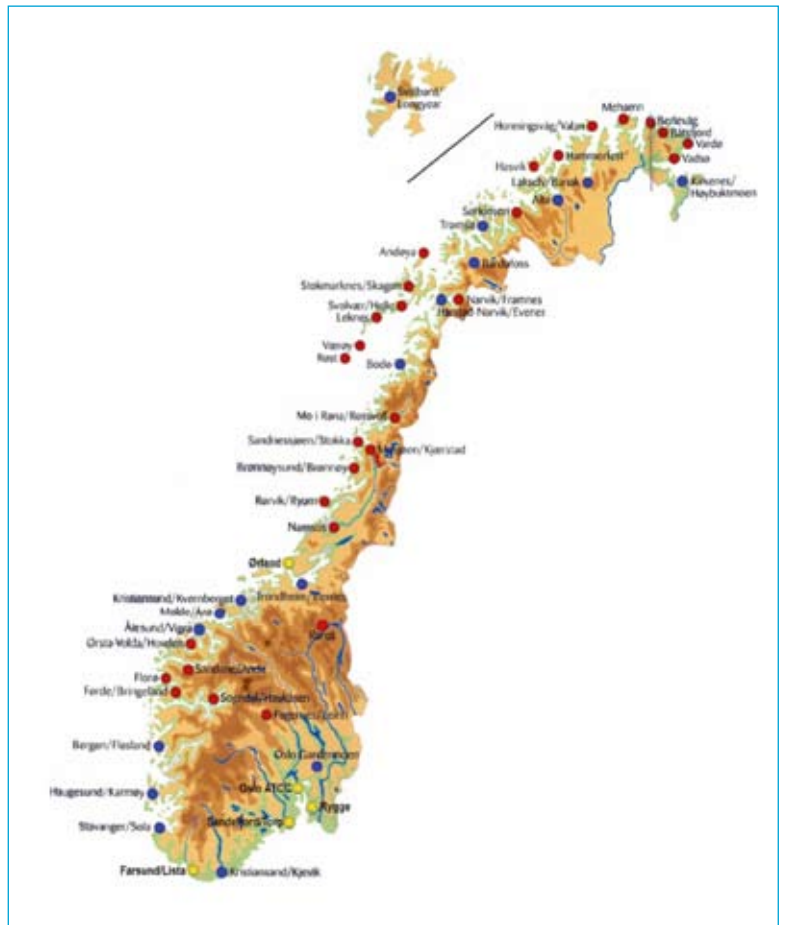 Svalbard/
Longyear
Mehamn
Honningsvåg/Valan
Berlevåg
Båtsfjord
Vardø
Hammerfest
Vadsø
Hasvik
Lakselv/Banak
Kirkenes/
Høybuktmoen
Alta
Sørkjosen
Tromsø
Andøya
Bardufoss
Stokmarknes/Skagen
Narvik/Framnes
Svolvær/Helle
Harstad-Narvik/Evenes
Leknes
Værøy
Røst
Bodø
Mo i Rana/Røssvoll
Sandnessjøen/Stokka
Mosjøen/Kjærstad
Brønnøysund/Brønnøy
Rørvik/Ryum
Namsos
Ørland
Trondheim/Værnes
Kristiansund/Kvernberget
Molde/Årø
Ålesund/Vigra
Røros
Ørsta-Volda/Hovden
Sandane/Anda
Florø
Førde/Bringeland
Sogndal/Haukåsen
Fagernes/Leirin
Bergen/Flesland
Oslo Gardermoen
Oslo ATCC
Haugesund/Karmøy
Rygge
Sandefjord/Torp
Stavanger/Sola
Farsund/Lista
Kristiansand/Kjevik